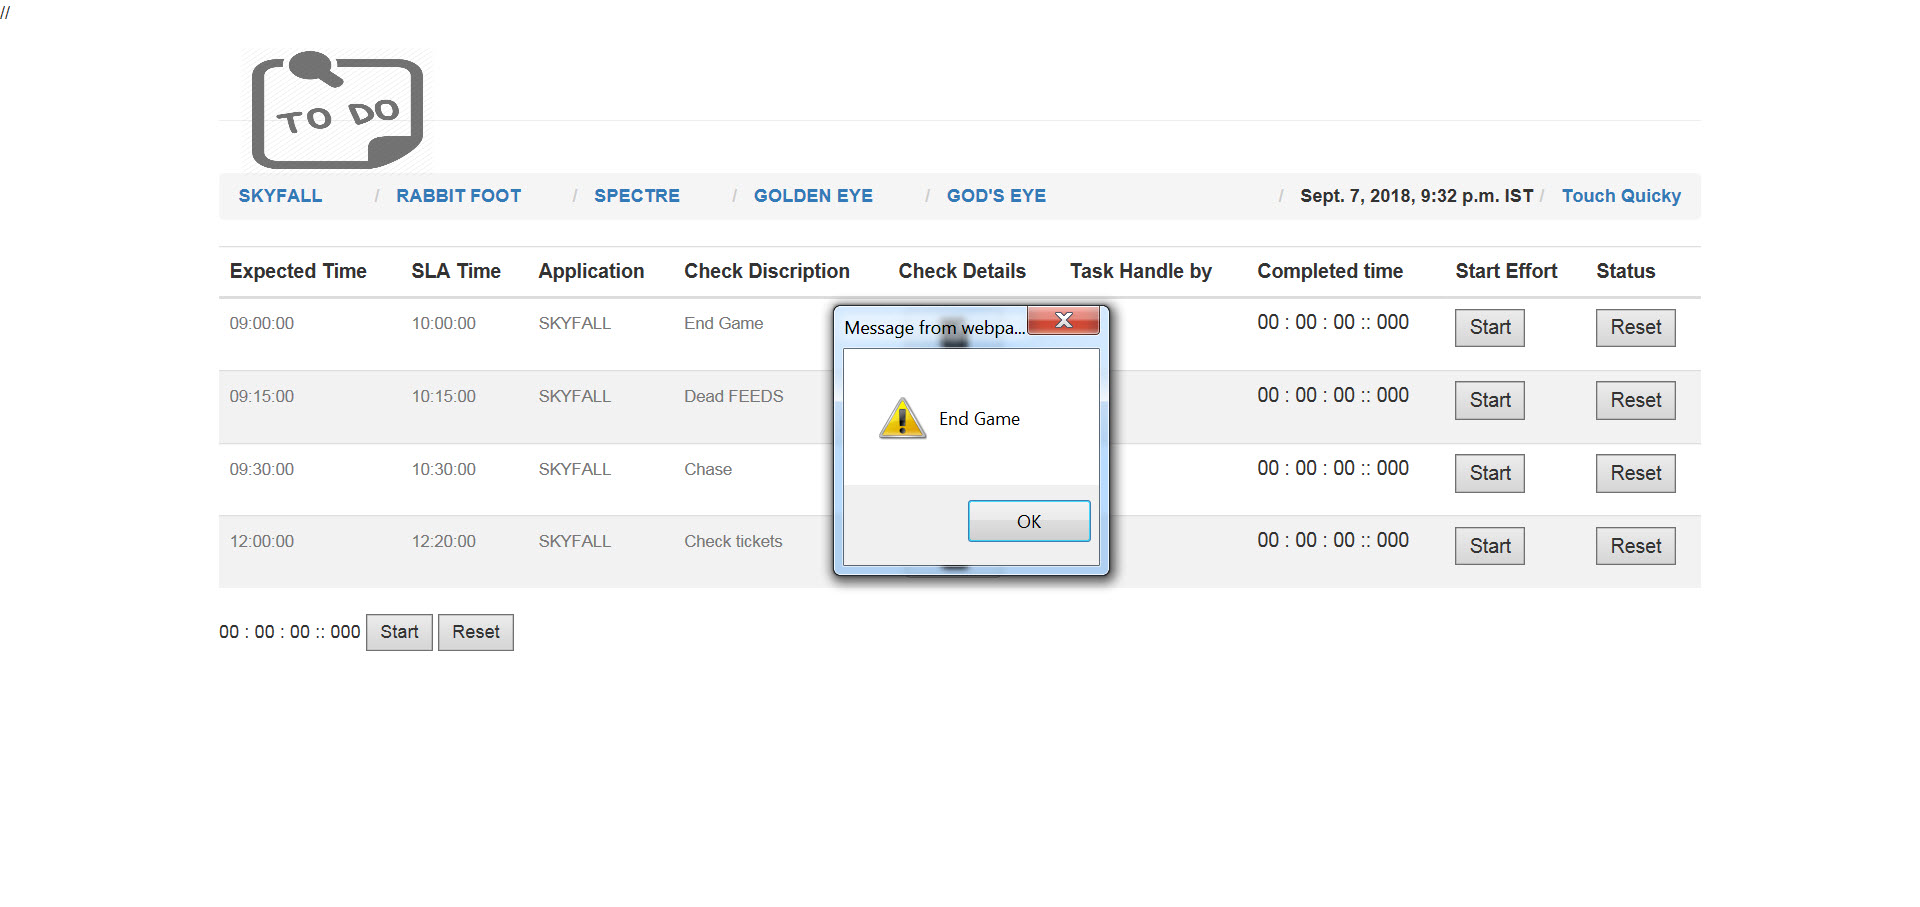 //
TO DO
SKYFALL / RABBIT FOOT / SPECTRE / GOLDEN EYE / GOD'S EYE / Sept. 7, 2018, 9:32 p.m. IST / Touch Quicky
Expected Time SLA Time Application Check Discription Check Details Task Handle by Completed time Start Effort Status
09:00:00 10:00:00 SKYFALL End Game 00 : 00 : 00 :: 000 Start Reset
09:15:00 10:15:00 SKYFALL Dead FEEDS 00 : 00 : 00 :: 000 Start Reset
09:30:00 10:30:00 SKYFALL Chase 00 : 00 : 00 :: 000 Start Reset
12:00:00 12:20:00 SKYFALL Check tickets 00 : 00 : 00 :: 000 Start Reset
Message from webpa...
End Game
OK
00 : 00 : 00 :: 000 Start Reset